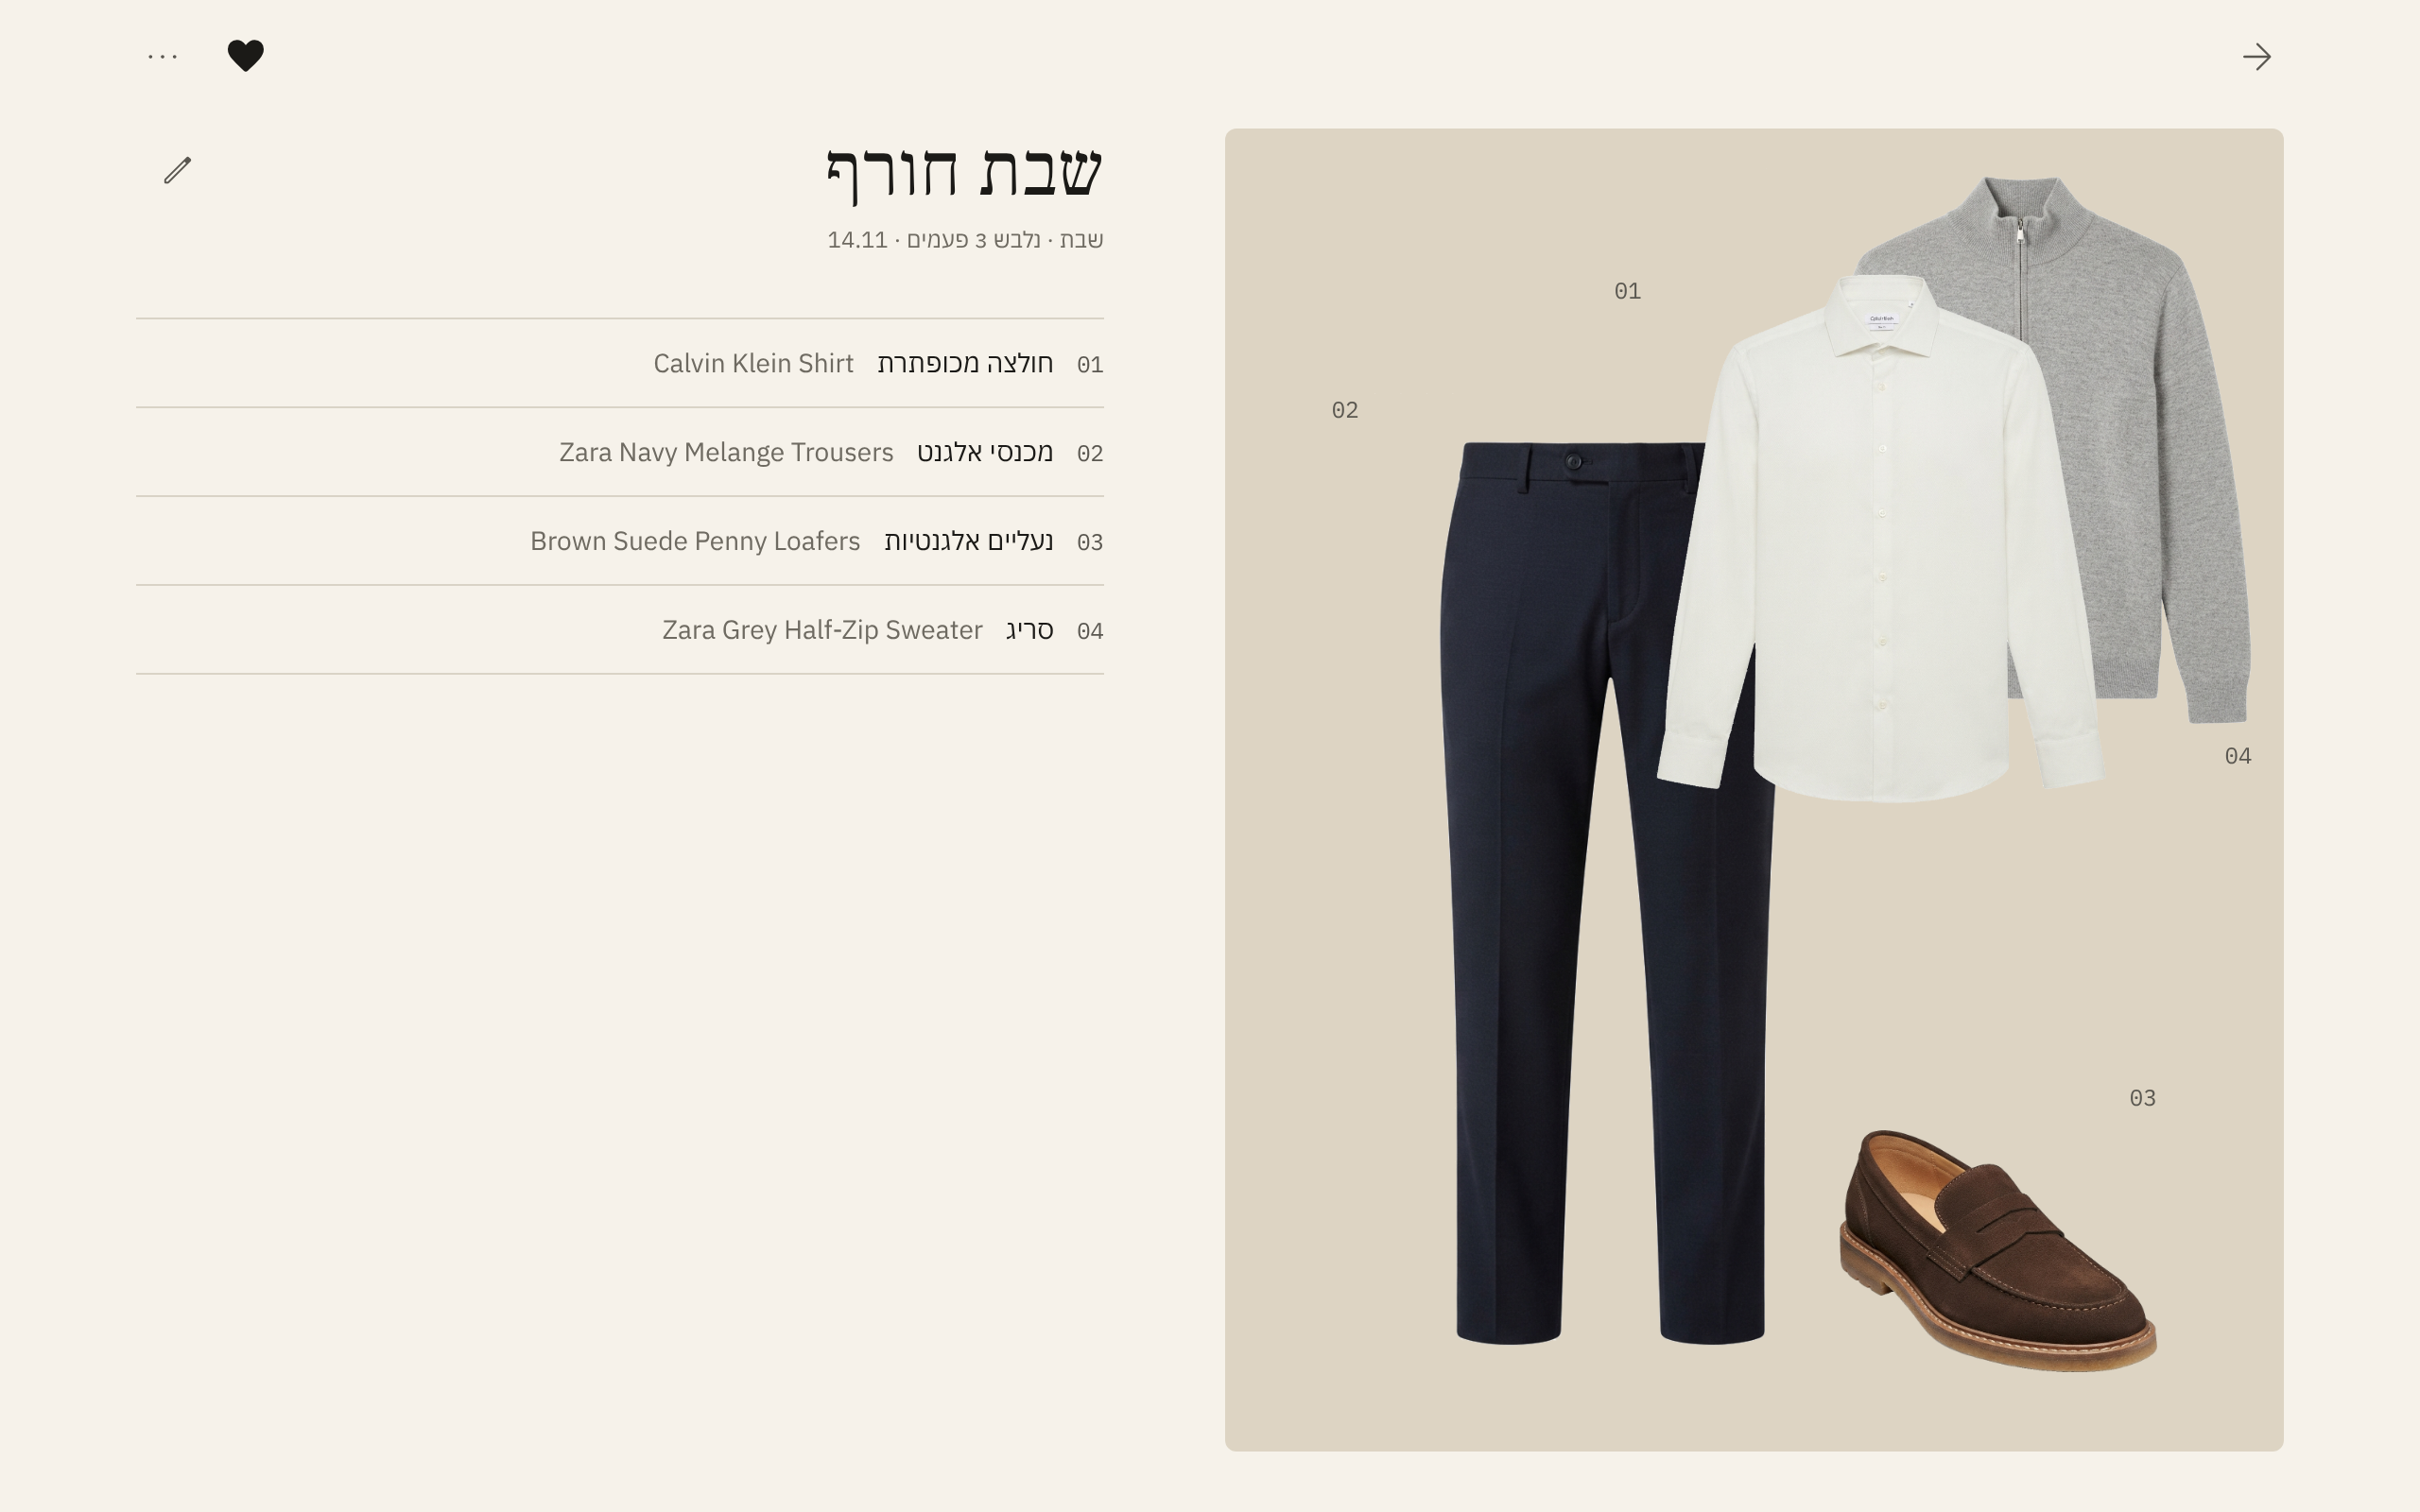 שבת חורף
שבת · נלבש 3 פעמים · 14.11
01 חולצה מכופתרת Calvin Klein Shirt
02 מכנסי אלגנט Zara Navy Melange Trousers
03 נעליים אלגנטיות Brown Suede Penny Loafers
04 סריג Zara Grey Half-Zip Sweater
01
02
Calvin Klein
04
03